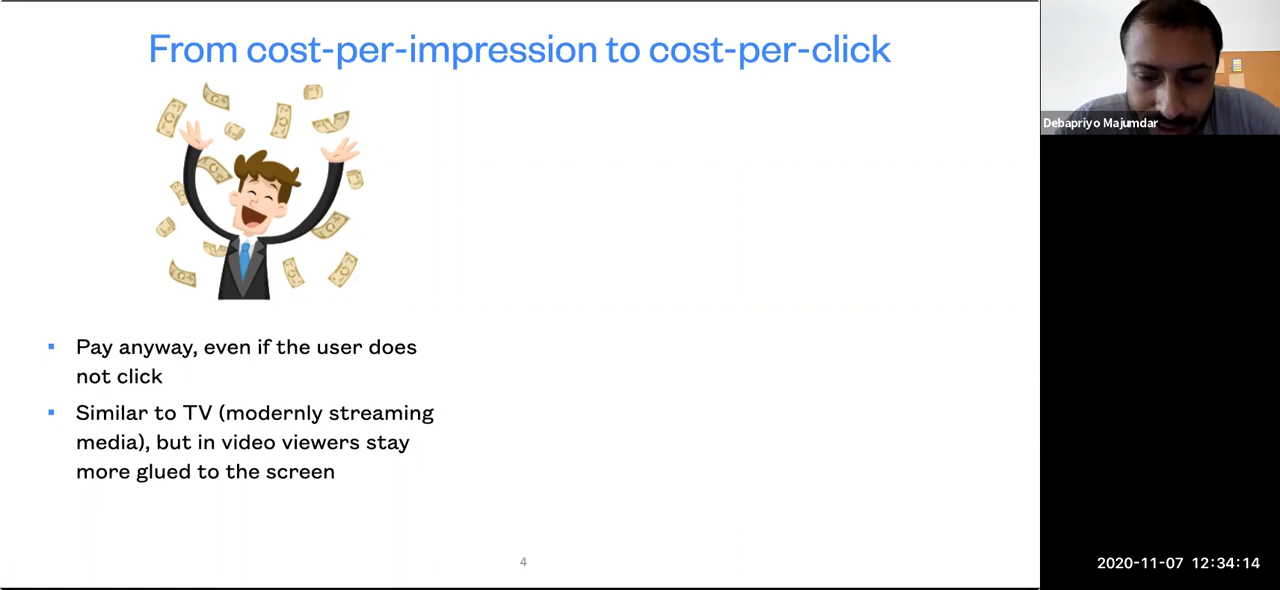 From cost-per-impression to cost-per-click
Debapriyo Majumdar
▪ Pay anyway, even if the user does
not click
▪ Similar to TV (modernly streaming
media), but in video viewers stay
more glued to the screen
4
2020-11-07 12:34:14